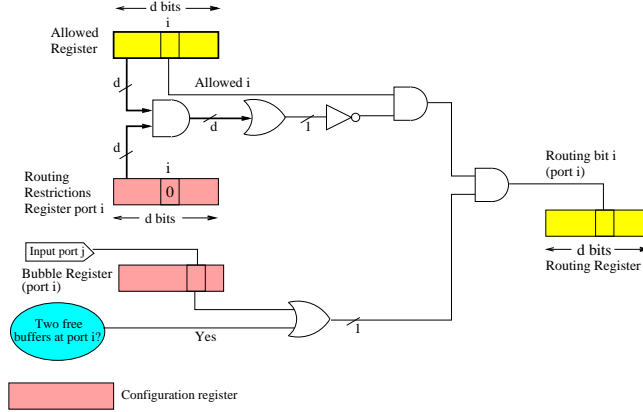 d bits
i
Allowed
Register
d
Allowed i
d
1
d
i
Routing
Restrictions
Register port i
0
d bits
Routing bit i
(port i)
d bits
Routing Register
Input port j
Bubble Register
(port i)
Two free
buffers at port i?
Yes
1
Configuration register